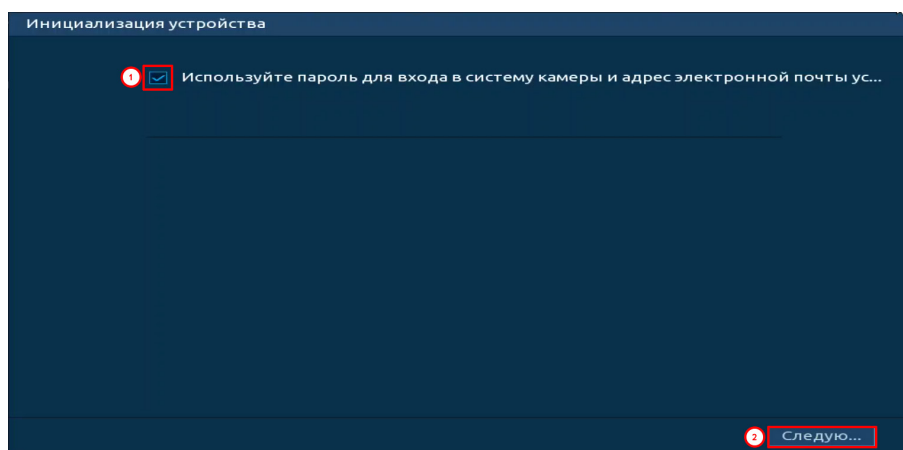 Инициализация устройства
1 Используйте пароль для входа в систему камеры и адрес электронной почты ус...
2 Следую...